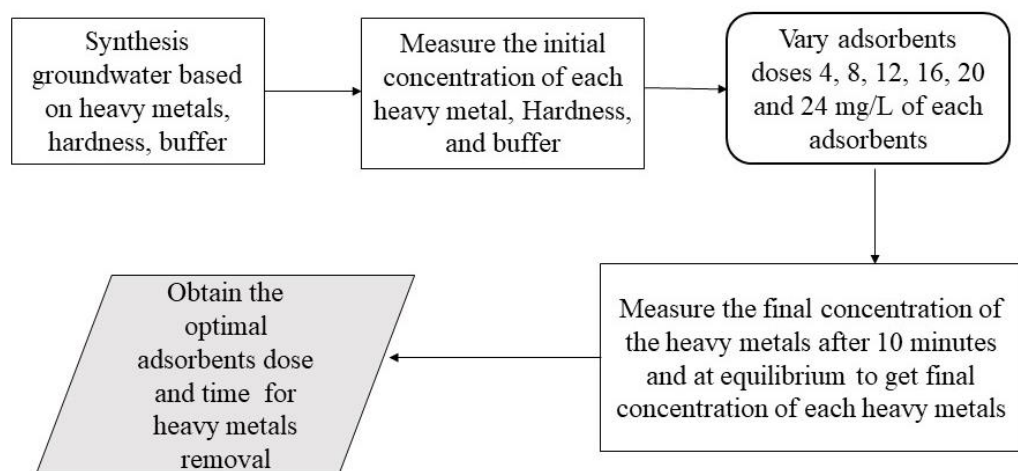 Synthesis
groundwater based
on heavy metals,
hardness, buffer
Measure the initial
concentration of each
heavy metal, Hardness,
and buffer
Vary adsorbents
doses 4, 8, 12, 16, 20
and 24 mg/L of each
adsorbents
Measure the final concentration of
the heavy metals after 10 minutes
and at equilibrium to get final
concentration of each heavy metals
Obtain the
optimal
adsorbents dose
and time for
heavy metals
removal